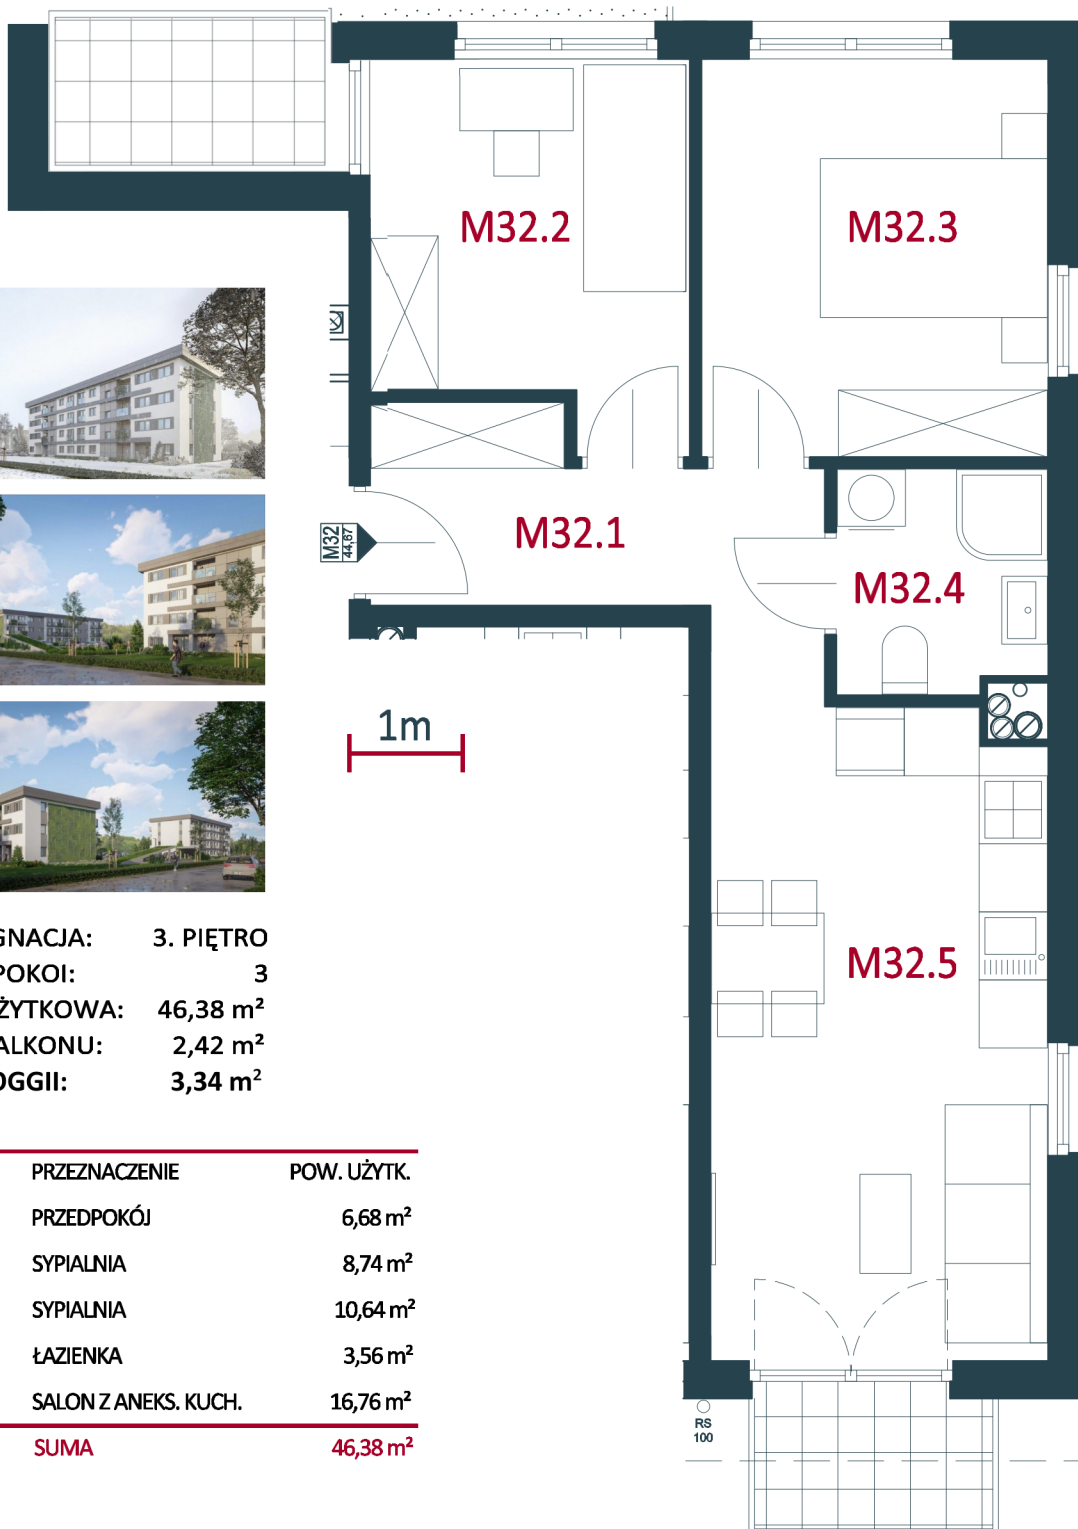 M32.2
M32.3
M32
44,67
M32.1
M32.4
1m
M32.5
GNACJA: 3. PIĘTRO
POKOI: 3
ŻYTKOWA: 46,38 m²
ALKONU: 2,42 m²
OGGII: 3,34 m²
PRZEZNACZENIE POW. UŻYTK.
PRZEDPOKÓJ 6,68 m²
SYPIALNIA 8,74 m²
SYPIALNIA 10,64 m²
ŁAZIENKA 3,56 m²
SALON Z ANEKS. KUCH. 16,76 m²
SUMA 46,38 m²
RS
100